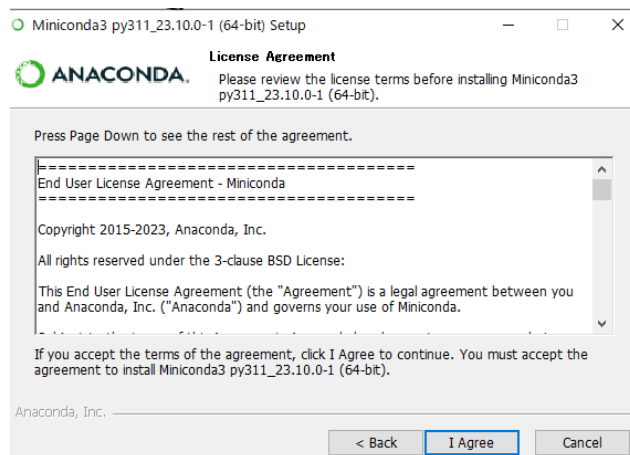 Miniconda3 py311_23.10.0-1 (64-bit) Setup
License Agreement
ANACONDA.
Please review the license terms before installing Miniconda3
py311_23.10.0-1 (64-bit).
Press Page Down to see the rest of the agreement.
======================================
End User License Agreement - Miniconda
======================================
Copyright 2015-2023, Anaconda, Inc.
All rights reserved under the 3-clause BSD License:
This End User License Agreement (the "Agreement") is a legal agreement between you
and Anaconda, Inc. ("Anaconda") and governs your use of Miniconda.
If you accept the terms of the agreement, click I Agree to continue. You must accept the
agreement to install Miniconda3 py311_23.10.0-1 (64-bit).
Anaconda, Inc.
< Back
I Agree
Cancel